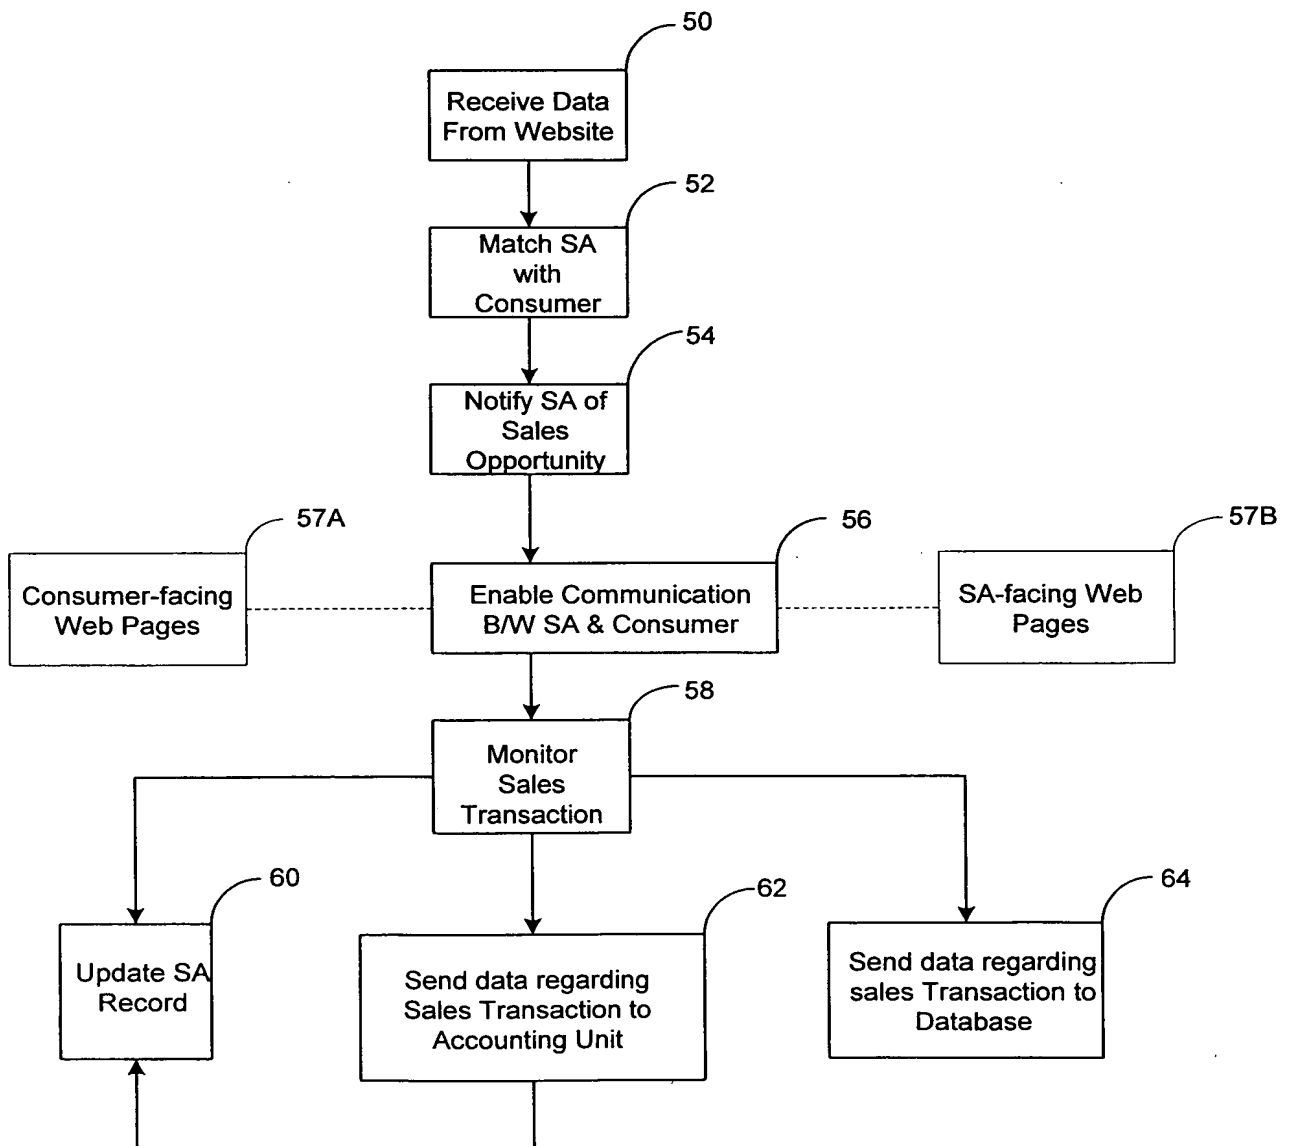 50
Receive Data
From Website
52
Match SA
with
Consumer
54
Notify SA of
Sales
Opportunity
57A
Consumer-facing
Web Pages
56
Enable Communication
B/W SA & Consumer
57B
SA-facing Web
Pages
58
Monitor
Sales
Transaction
60
Update SA
Record
62
Send data regarding
Sales Transaction to
Accounting Unit
64
Send data regarding
sales Transaction to
Database